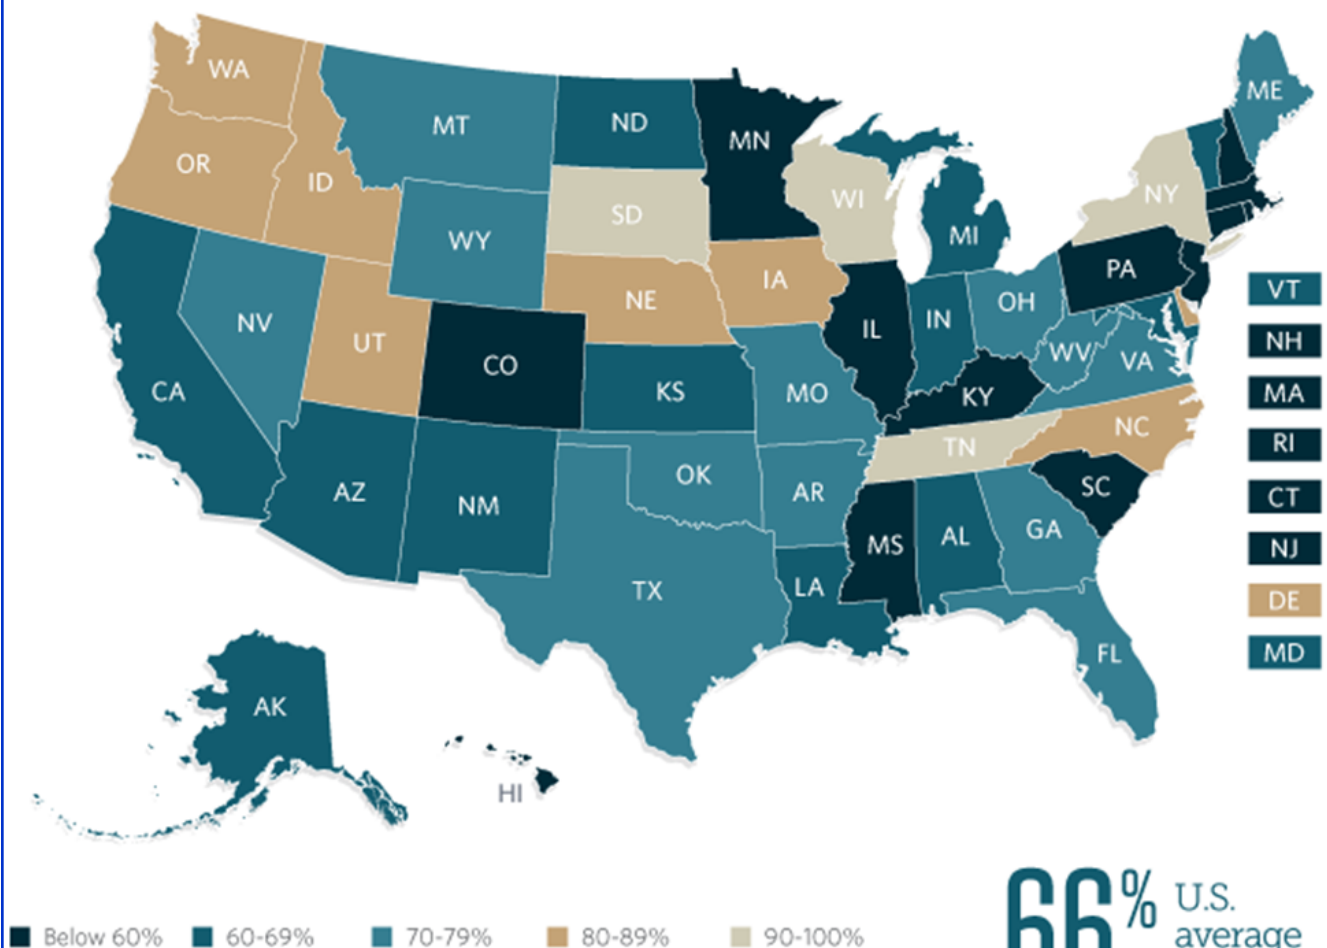 WA
MT
ND
MN
ME
OR
ID
SD
WI
NY
WY
MI
PA
NE
IA
VT
NV
UT
CO
IL
IN
OH
NH
CA
KS
MO
WV
VA
MA
KY
NC
RI
AZ
NM
OK
AR
TN
SC
CT
TX
LA
MS
AL
GA
NJ
DE
FL
MD
AK
HI
66% U.S.
average
Below 60% 60-69% 70-79% 80-89% 90-100%